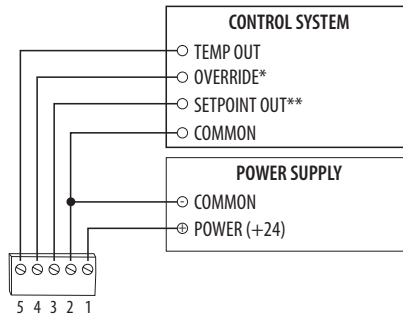 CONTROL SYSTEM
TEMP OUT
OVERRIDE*
SETPOINT OUT**
COMMON
POWER SUPPLY
COMMON
POWER (+24)
5 4 3 2 1